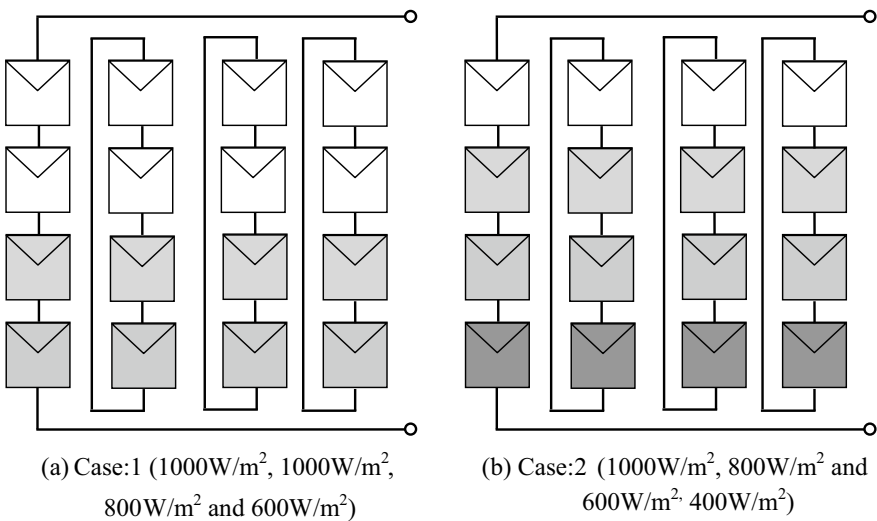 (a) Case:1 (1000W/m², 1000W/m²,
800W/m² and 600W/m²)
(b) Case:2 (1000W/m², 800W/m² and
600W/m², 400W/m²)